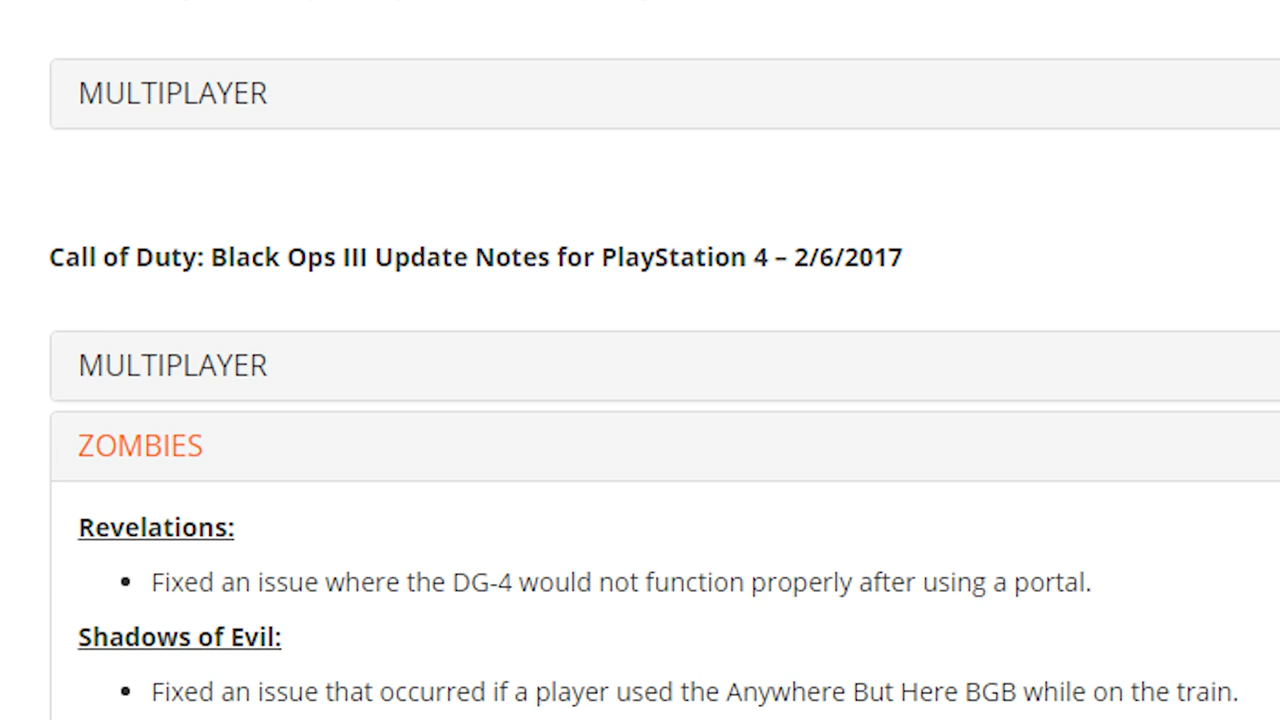 MULTIPLAYER
Call of Duty: Black Ops III Update Notes for PlayStation 4 – 2/6/2017
MULTIPLAYER
ZOMBIES
Revelations:
• Fixed an issue where the DG-4 would not function properly after using a portal.
Shadows of Evil:
• Fixed an issue that occurred if a player used the Anywhere But Here BGB while on the train.